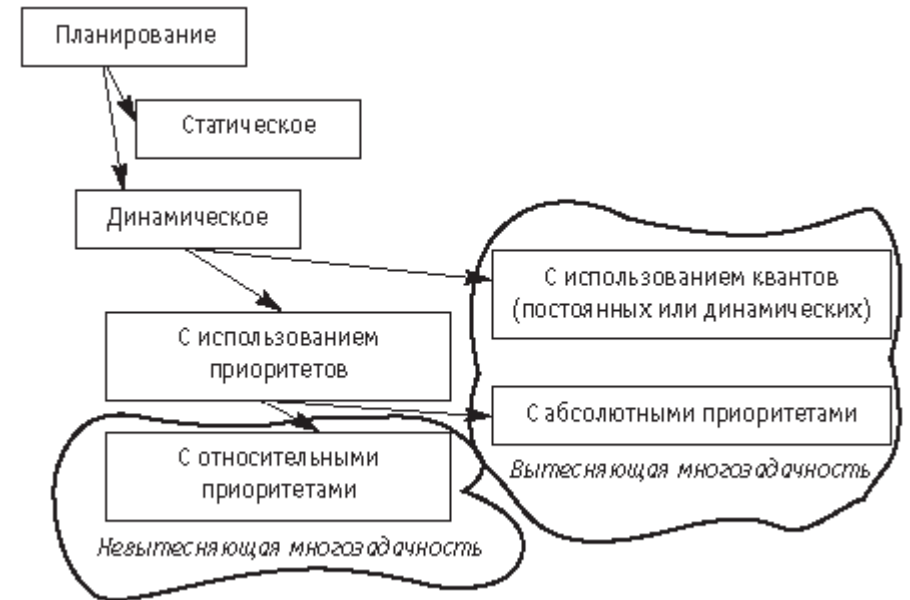 Планирование
Статическое
Динамическое
С использованием квантов
(постоянных или динамических)
С использованием
приоритетов
С абсолютными приоритетами
С относительными
приоритетами
Вытесняющая многозадачность
Невытесняющая многозадачность